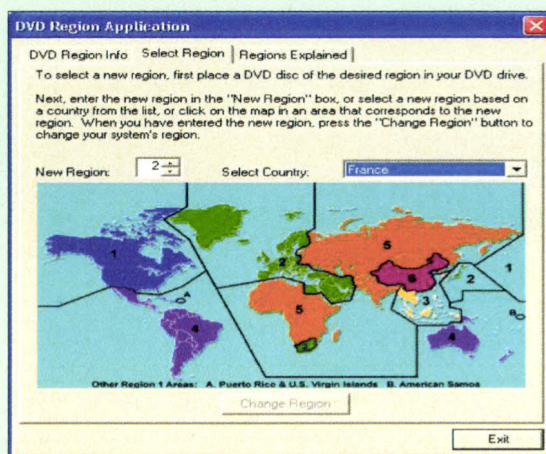 DVD Region Application
DVD Region Info Select Region Regions Explained
To select a new region, first place a DVD disc of the desired region in your DVD drive.
Next, enter the new region in the "New Region" box, or select a new region based on
a country from the list, or click on the map in an area that corresponds to the new
region. When you have entered the new region, press the "Change Region" button to
change your system's region.
New Region: 2 Select Country: France
1 2 5 6 2 1
A 3 B
4 5 4
2
Other Region 1 Areas: A. Puerto Rico & U.S. Virgin Islands B. American Samoa
Change Region
Exit